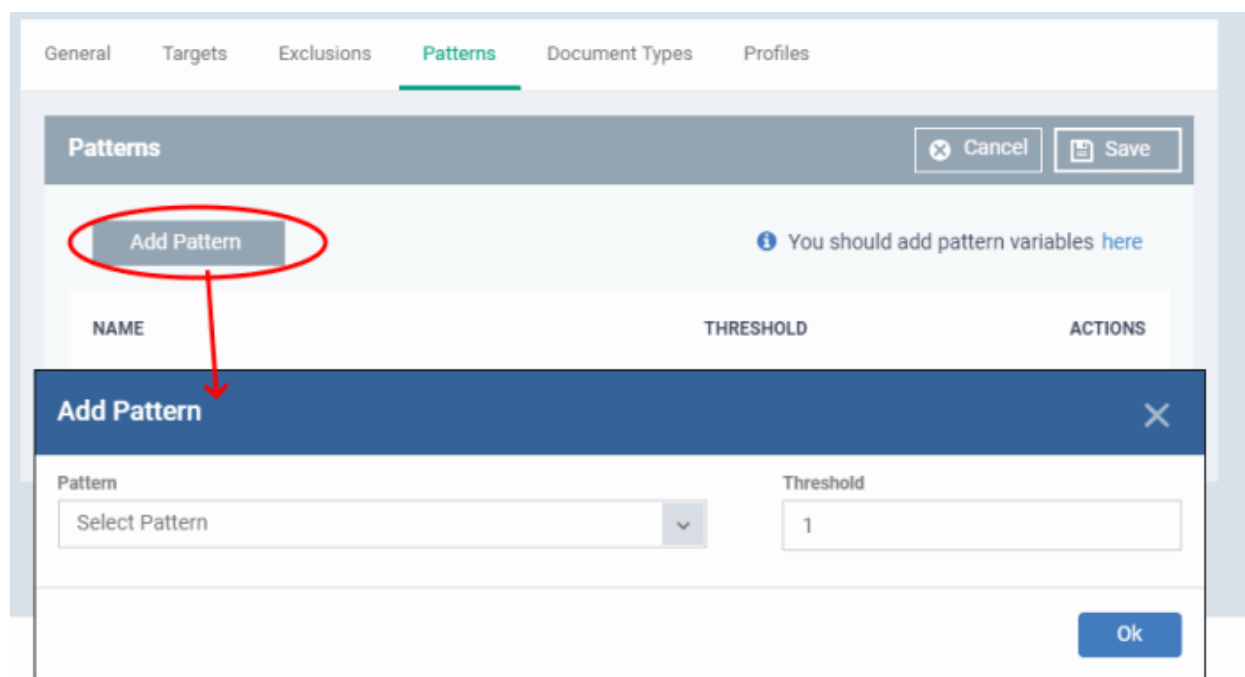 General Targets Exclusions Patterns Document Types Profiles
Patterns Cancel Save
Add Pattern You should add pattern variables here
NAME THRESHOLD ACTIONS
Add Pattern
Pattern Threshold
Select Pattern 1
Ok